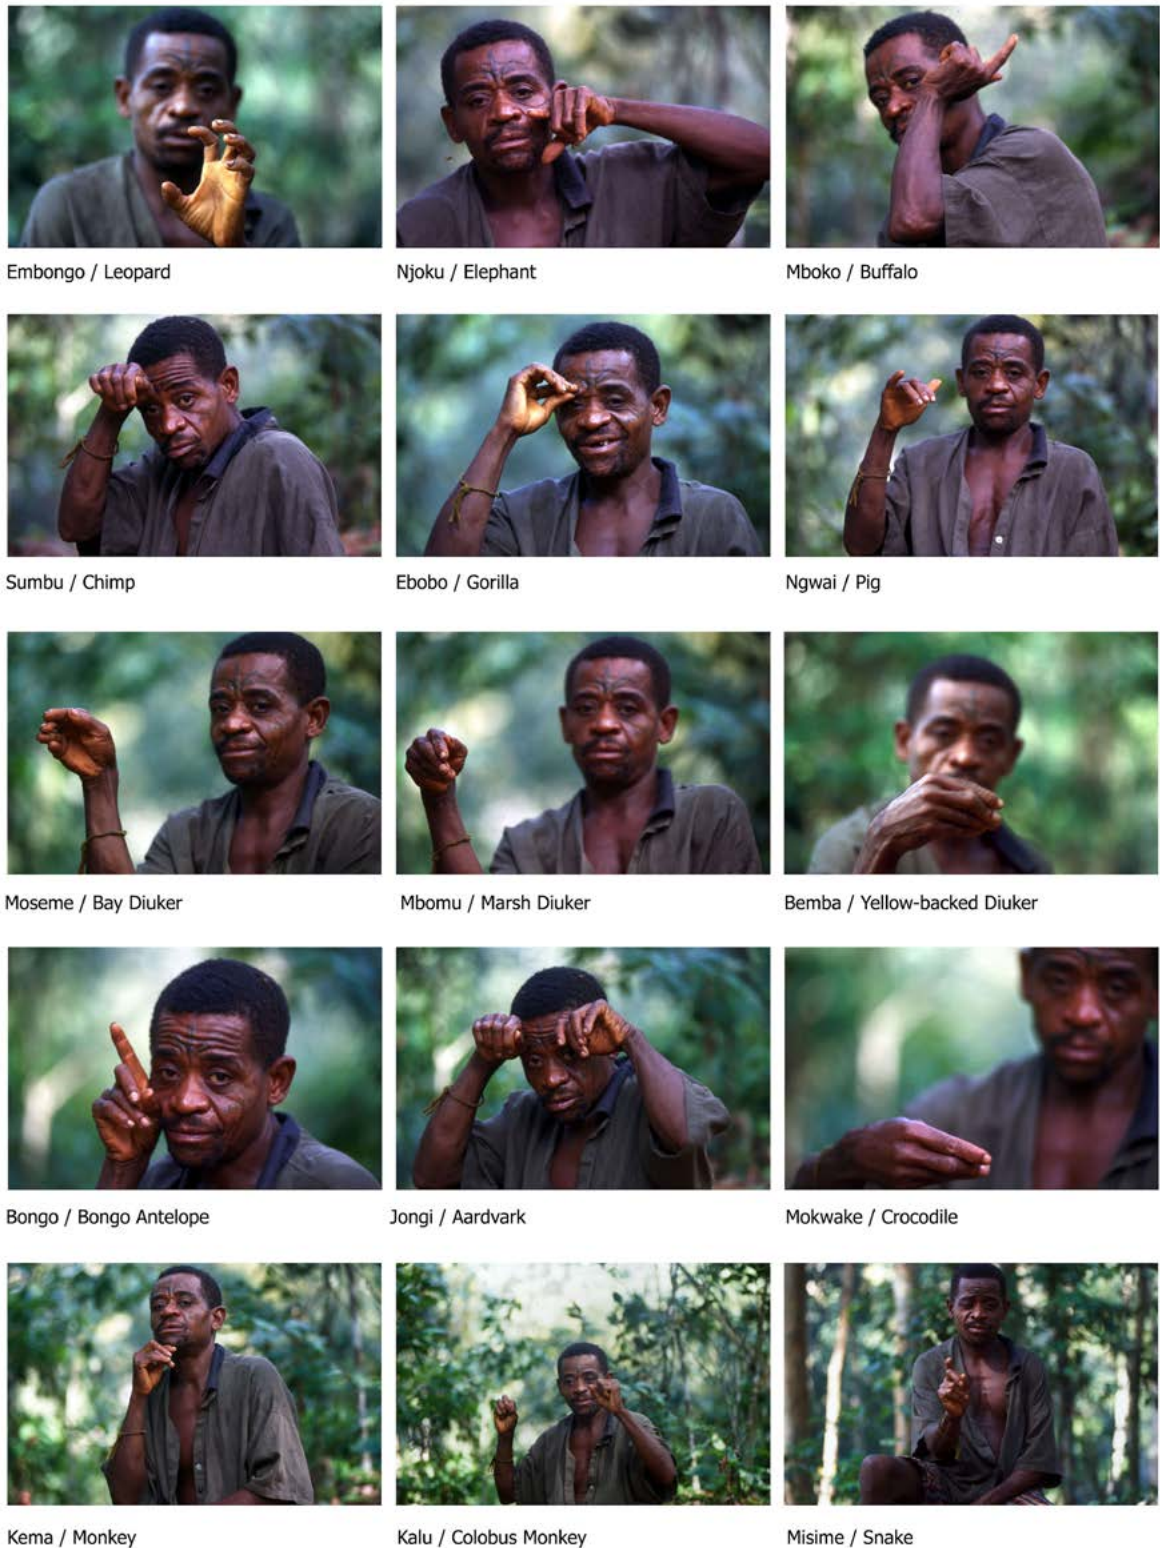 Embongo / Leopard
Njoku / Elephant
Mboko / Buffalo
Sumbu / Chimp
Ebobo / Gorilla
Ngwai / Pig
Moseme / Bay Diuker
Mbomu / Marsh Diuker
Bemba / Yellow-backed Diuker
Bongo / Bongo Antelope
Jongi / Aardvark
Mokwake / Crocodile
Kema / Monkey
Kalu / Colobus Monkey
Misime / Snake